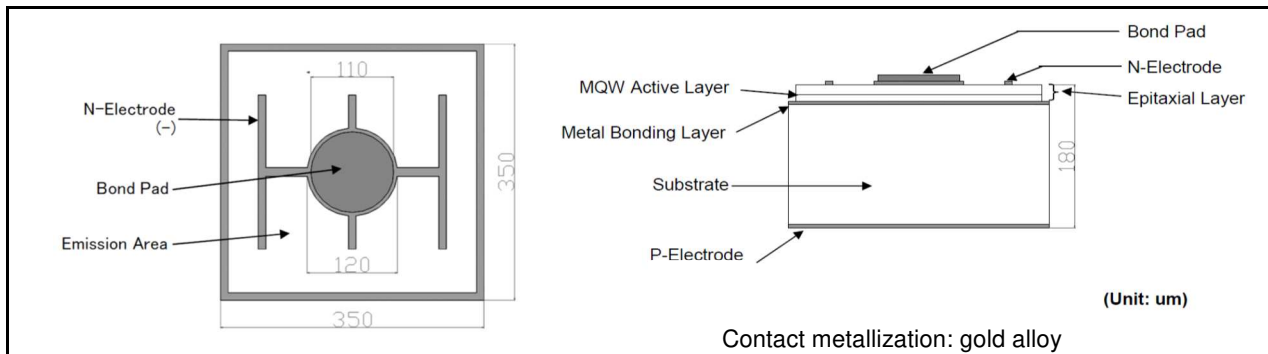 110
N-Electrode
(-)
Bond Pad
Emission Area
350
120
350
Bond Pad
N-Electrode
MQW Active Layer
Epitaxial Layer
Metal Bonding Layer
180
Substrate
P-Electrode
(Unit: um)
Contact metallization: gold alloy